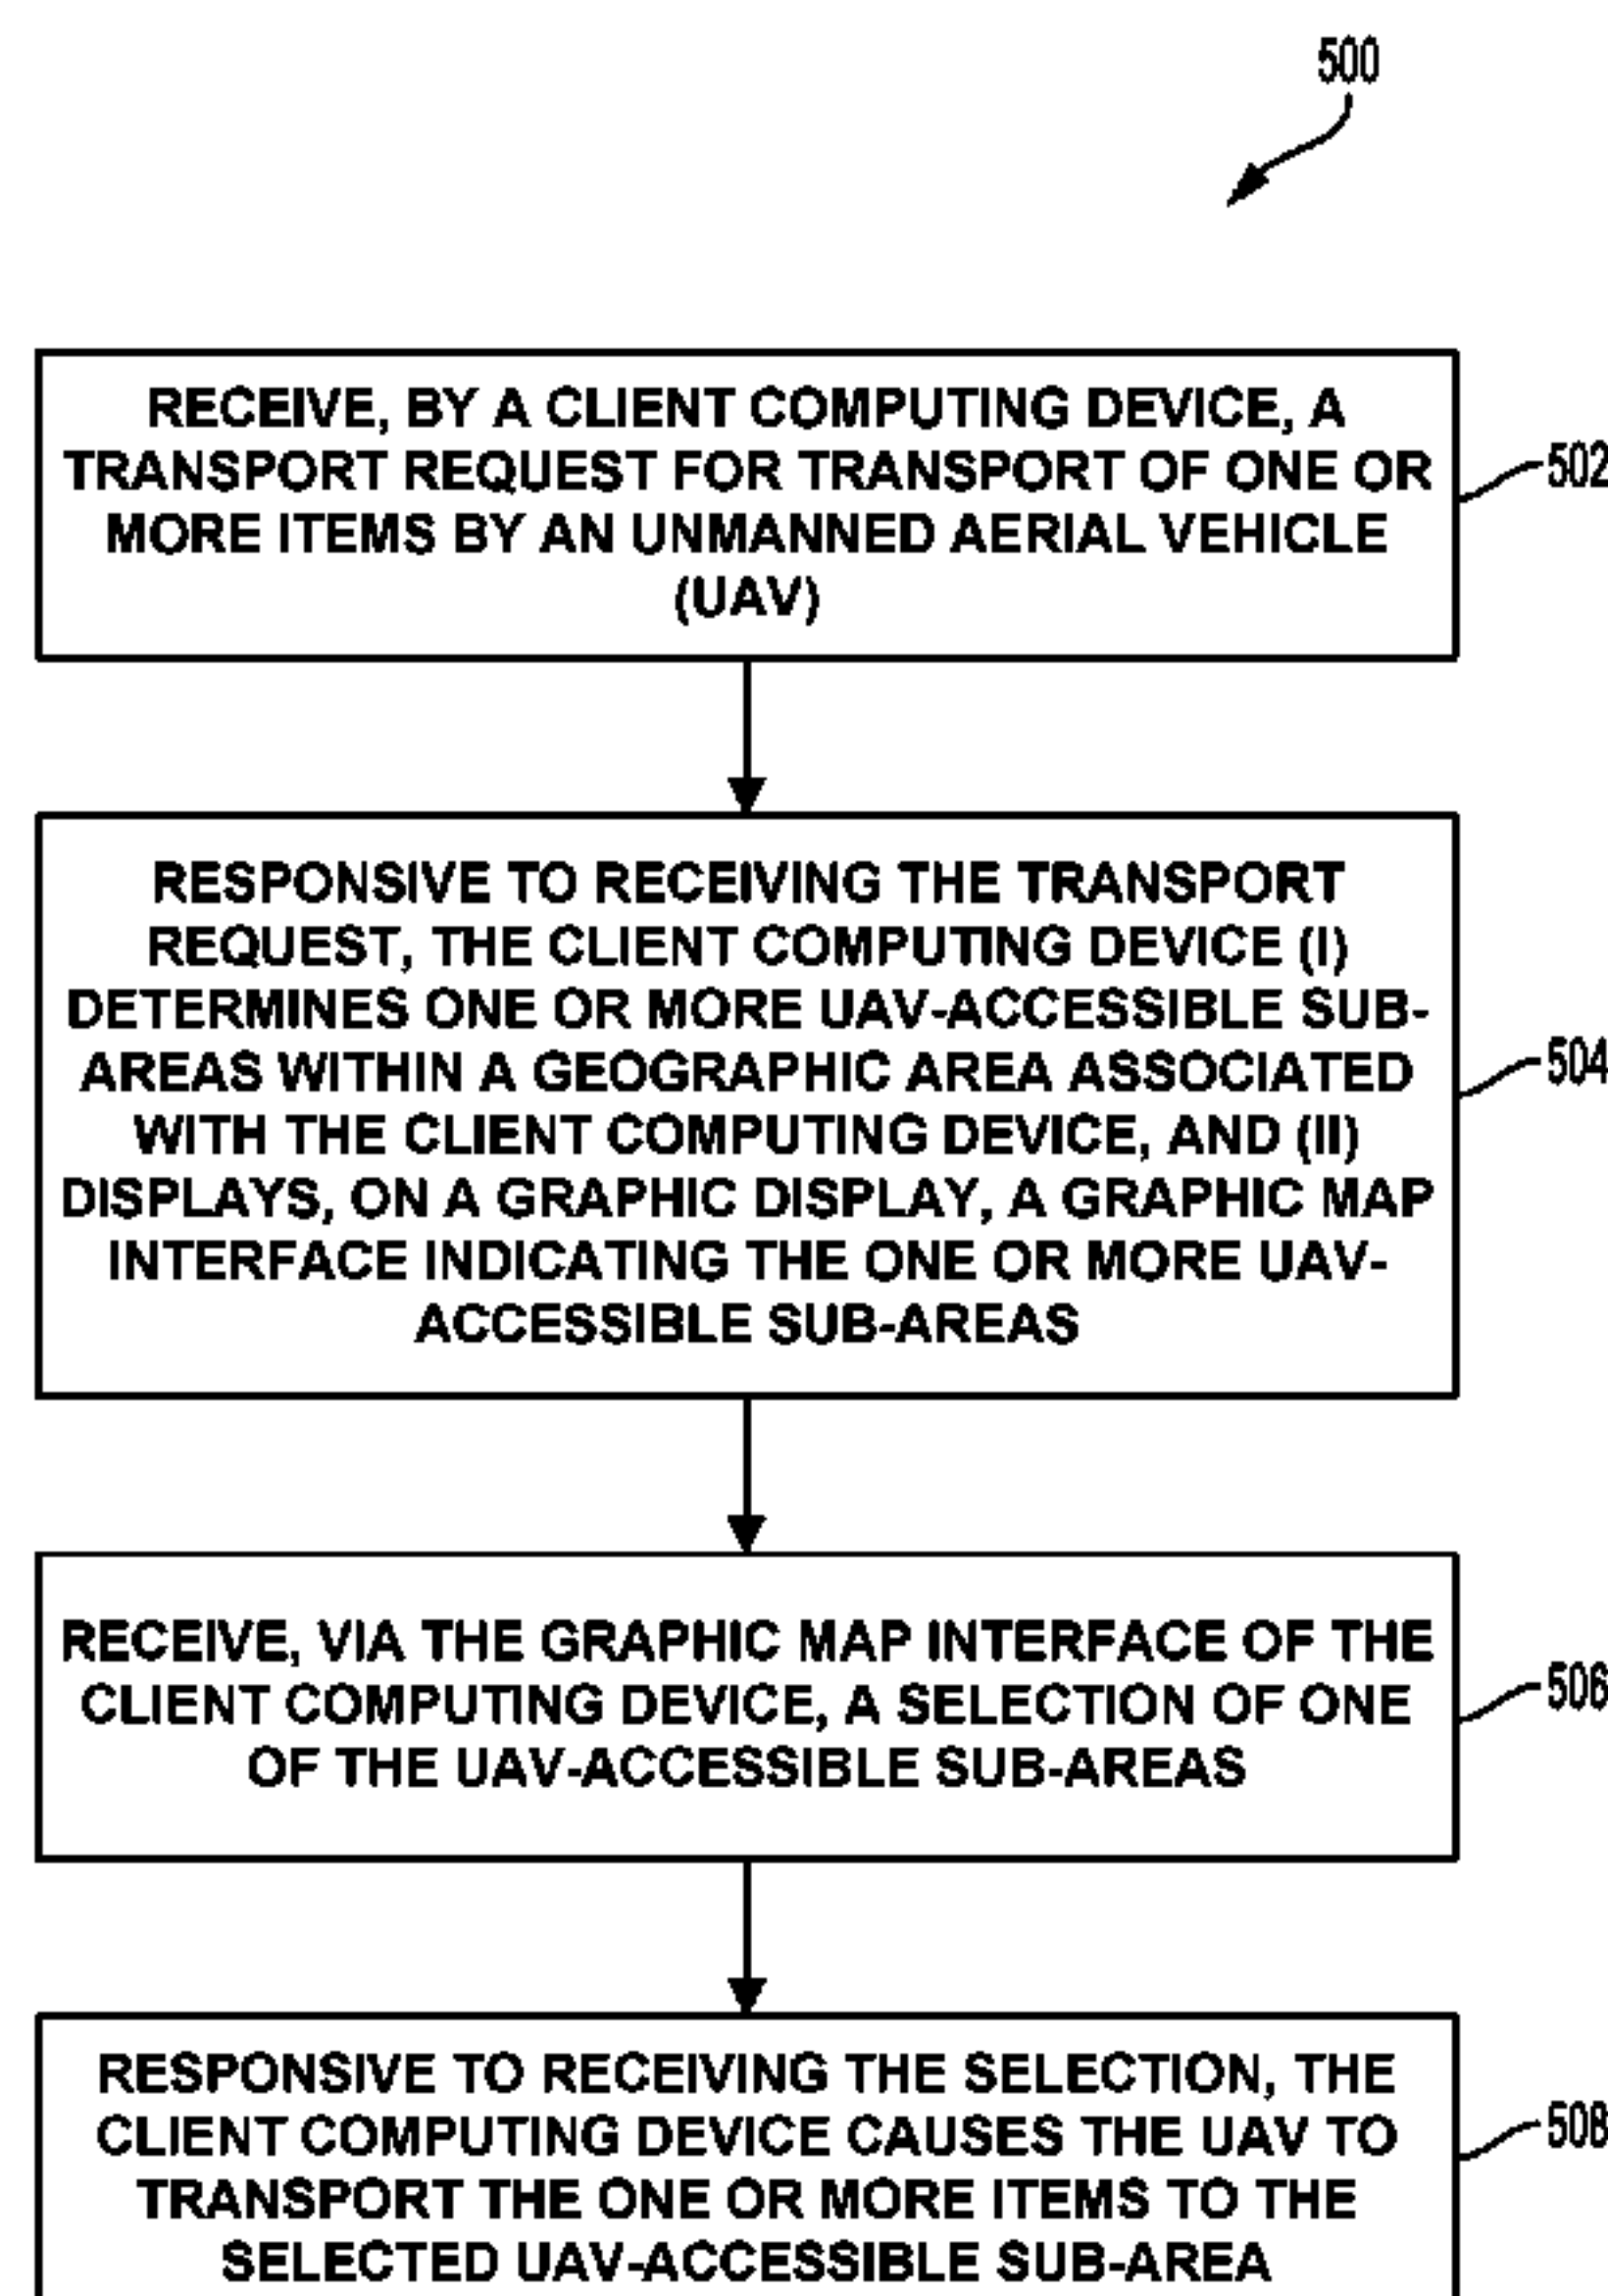 500
RECEIVE, BY A CLIENT COMPUTING DEVICE, A
TRANSPORT REQUEST FOR TRANSPORT OF ONE OR
MORE ITEMS BY AN UNMANNED AERIAL VEHICLE
(UAV)
502
RESPONSIVE TO RECEIVING THE TRANSPORT
REQUEST, THE CLIENT COMPUTING DEVICE (I)
DETERMINES ONE OR MORE UAV-ACCESSIBLE SUB-
AREAS WITHIN A GEOGRAPHIC AREA ASSOCIATED
WITH THE CLIENT COMPUTING DEVICE, AND (II)
DISPLAYS, ON A GRAPHIC DISPLAY, A GRAPHIC MAP
INTERFACE INDICATING THE ONE OR MORE UAV-
ACCESSIBLE SUB-AREAS
504
RECEIVE, VIA THE GRAPHIC MAP INTERFACE OF THE
CLIENT COMPUTING DEVICE, A SELECTION OF ONE
OF THE UAV-ACCESSIBLE SUB-AREAS
506
RESPONSIVE TO RECEIVING THE SELECTION, THE
CLIENT COMPUTING DEVICE CAUSES THE UAV TO
TRANSPORT THE ONE OR MORE ITEMS TO THE
SELECTED UAV-ACCESSIBLE SUB-AREA
508